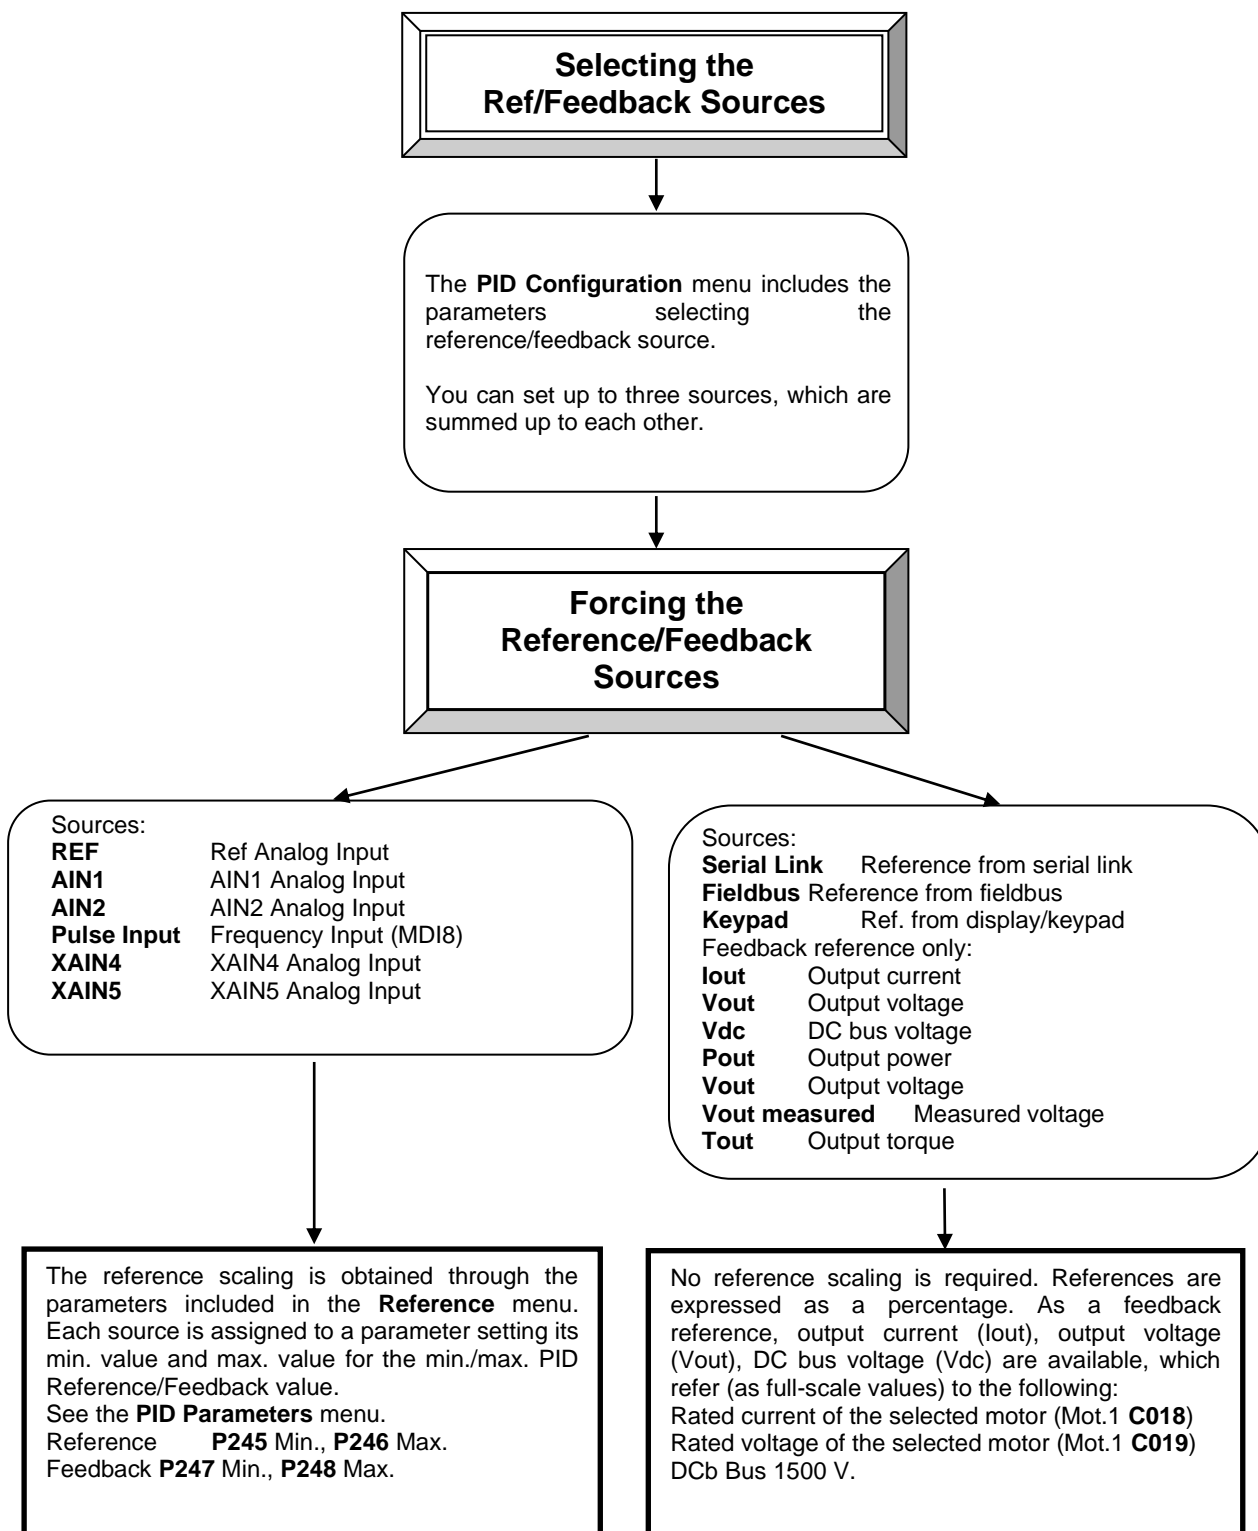 Selecting the
Ref/Feedback Sources
The PID Configuration menu includes the
parameters selecting the
reference/feedback source.
You can set up to three sources, which are
summed up to each other.
Forcing the
Reference/Feedback
Sources
Sources:
REF Ref Analog Input
AIN1 AIN1 Analog Input
AIN2 AIN2 Analog Input
Pulse Input Frequency Input (MDI8)
XAIN4 XAIN4 Analog Input
XAIN5 XAIN5 Analog Input
Sources:
Serial Link Reference from serial link
Fieldbus Reference from fieldbus
Keypad Ref. from display/keypad
Feedback reference only:
Iout Output current
Vout Output voltage
Vdc DC bus voltage
Pout Output power
Vout Output voltage
Vout measured Measured voltage
Tout Output torque
The reference scaling is obtained through the
parameters included in the Reference menu.
Each source is assigned to a parameter setting its
min. value and max. value for the min./max. PID
Reference/Feedback value.
See the PID Parameters menu.
Reference P245 Min., P246 Max.
Feedback P247 Min., P248 Max.
No reference scaling is required. References are
expressed as a percentage. As a feedback
reference, output current (Iout), output voltage
(Vout), DC bus voltage (Vdc) are available, which
refer (as full-scale values) to the following:
Rated current of the selected motor (Mot.1 C018)
Rated voltage of the selected motor (Mot.1 C019)
DCb Bus 1500 V.